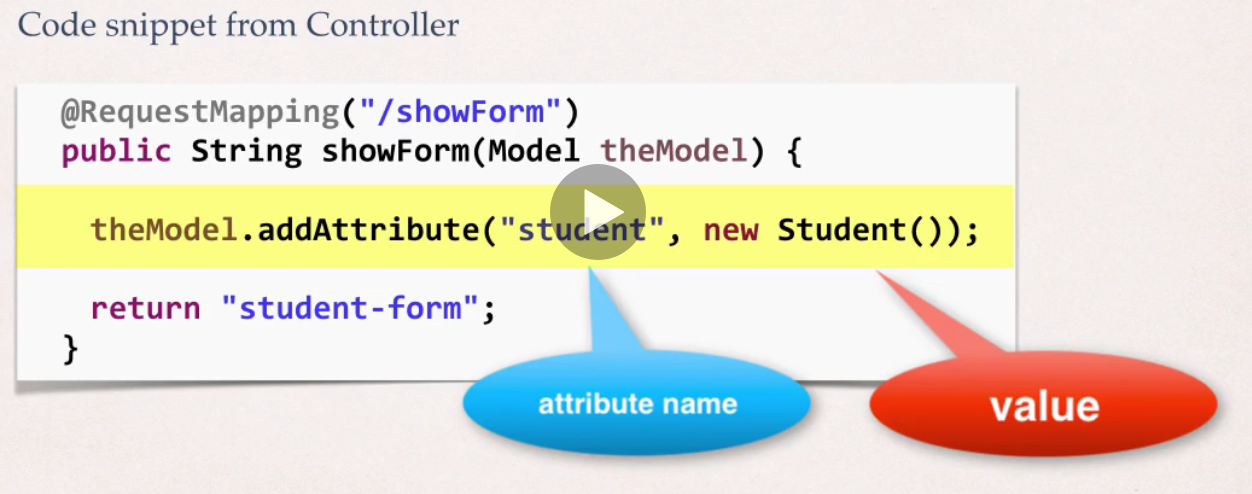 Code snippet from Controller
@RequestMapping("/showForm")
public String showForm(Model theModel) {
theModel.addAttribute("student", new Student());
return "student-form";
}
attribute name
value